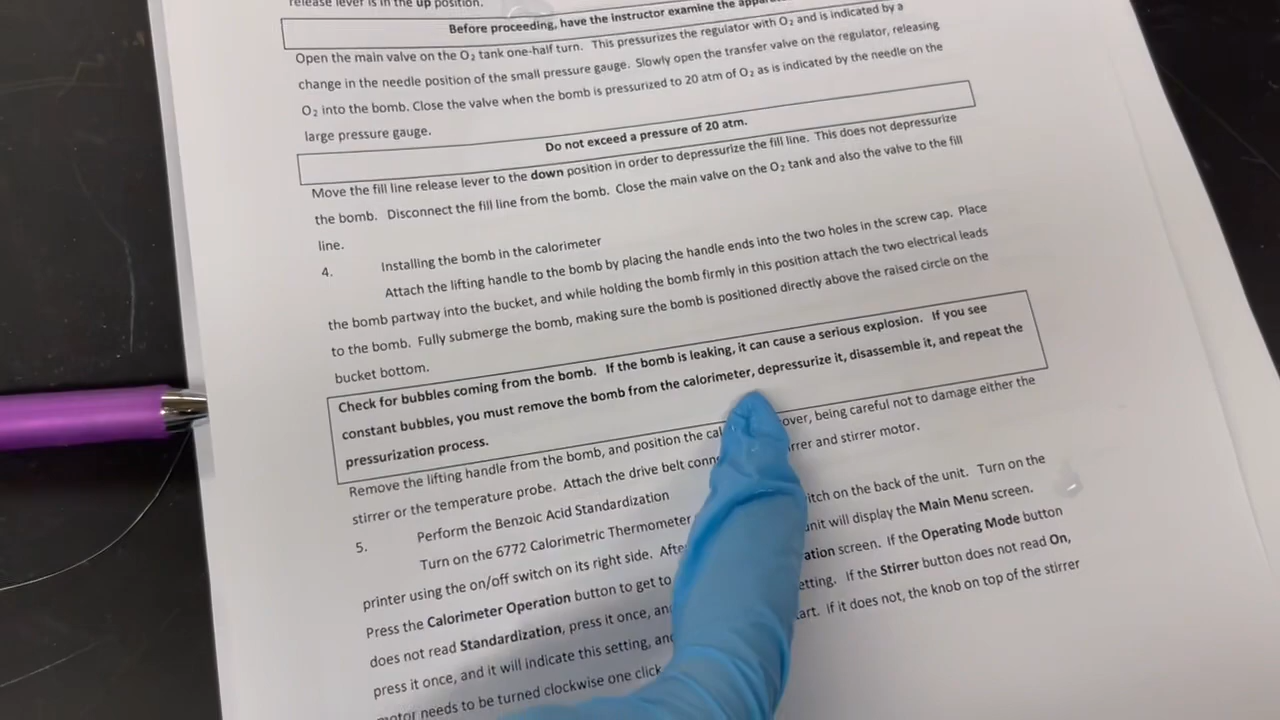 release lever is in the up position.
Before proceeding, have the instructor examine the
Open the main valve on the O₂ tank one-half turn. This pressurizes the regulator with O₂ and is indicated by a
change in the needle position of the small pressure gauge. Slowly open the transfer valve on the regulator, releasing
O₂ into the bomb. Close the valve when the bomb is pressurized to 20 atm of O₂ as is indicated by the needle on the
large pressure gauge.
Do not exceed a pressure of 20 atm.
Move the fill line release lever to the down position in order to depressurize the fill line. This does not depressurize
the bomb. Disconnect the fill line from the bomb. Close the main valve on the O₂ tank and also the valve to the fill
line.
4. Installing the bomb in the calorimeter
Attach the lifting handle to the bomb by placing the handle ends into the two holes in the screw cap. Place
the bomb partway into the bucket, and while holding the bomb firmly in this position attach the two electrical leads
to the bomb. Fully submerge the bomb, making sure the bomb is positioned directly above the raised circle on the
bucket bottom.
Check for bubbles coming from the bomb. If the bomb is leaking, it can cause a serious explosion. If you see
constant bubbles, you must remove the bomb from the calorimeter, depressurize it, disassemble it, and repeat the
pressurization process.
Remove the lifting handle from the bomb, and position the cal over, being careful not to damage either the
stirrer or the temperature probe. Attach the drive belt conn rrer and stirrer motor.
5. Perform the Benzoic Acid Standardization
Turn on the 6772 Calorimetric Thermometer itch on the back of the unit. Turn on the
printer using the on/off switch on its right side. Afte unit will display the Main Menu screen.
Press the Calorimeter Operation button to get to ation screen. If the Operating Mode button
does not read Standardization, press it once, an etting. If the Stirrer button does not read On,
press it once, and it will indicate this setting, and art. If it does not, the knob on top of the stirrer
motor needs to be turned clockwise one click